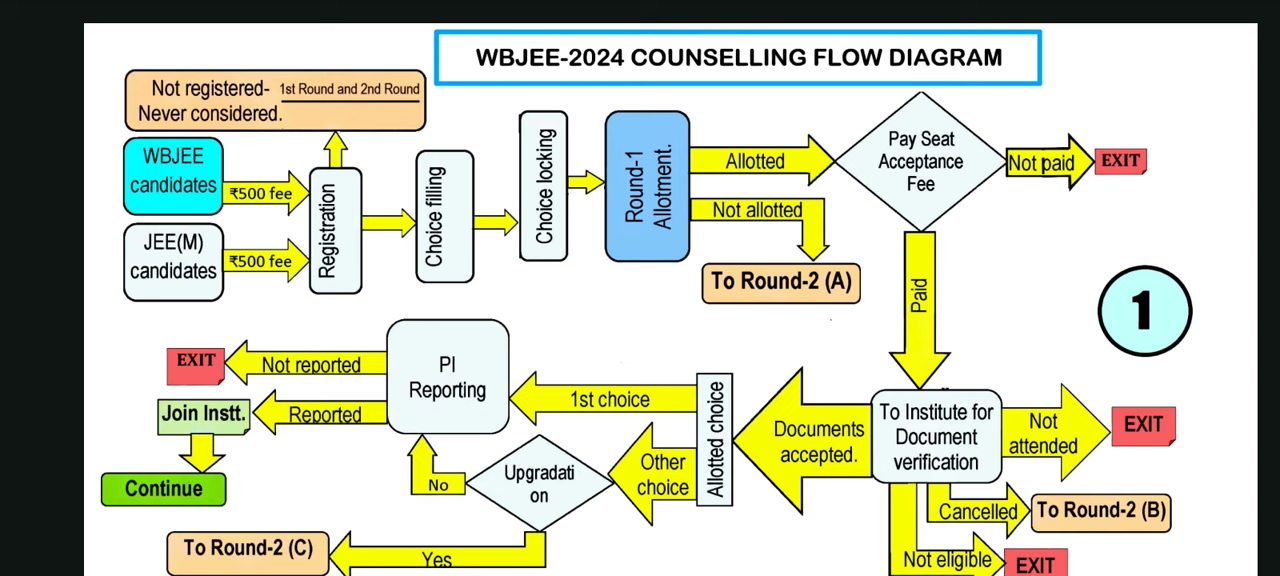 WBJEE-2024 COUNSELLING FLOW DIAGRAM
Not registered- 1st Round and 2nd Round
Never considered.
WBJEE
candidates
₹500 fee
JEE(M)
candidates
₹500 fee
Registration
Choice filling
Choice locking
Round-1
Allotment.
Allotted
Not allotted
To Round-2 (A)
Pay Seat
Acceptance
Fee
Not paid
EXIT
Paid
1
To Institute for
Document
verification
Not
attended
EXIT
Cancelled
To Round-2 (B)
Not eligible
EXIT
Documents
accepted.
Allotted choice
1st choice
Other
choice
PI
Reporting
Not reported
EXIT
Reported
Join Instt.
Continue
Upgradati
on
No
Yes
To Round-2 (C)